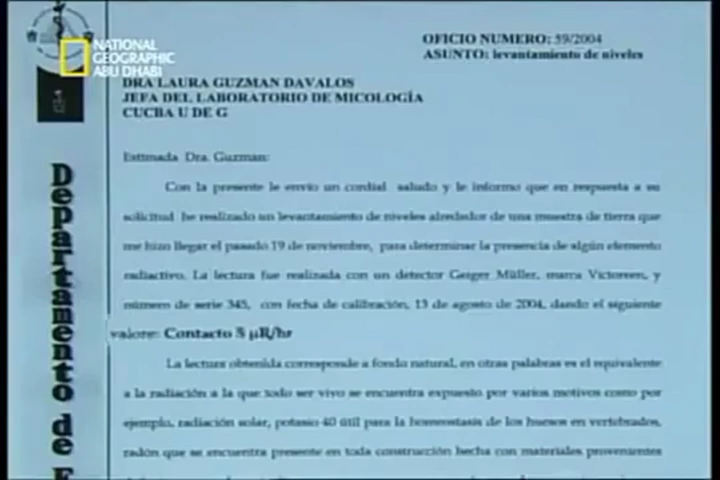 NATIONAL
GEOGRAPHIC
ABU DHABI
OFICIO NUMERO: 59/2004
ASUNTO: levantamiento de niveles
DRA LAURA GUZMAN DAVALOS
JEFA DEL LABORATORIO DE MICOLOGÍA
CUCBA U DE G
Estimada Dra. Guzmán:
Con la presente le envío un cordial saludo y le informo que en respuesta a su
solicitud he realizado un levantamiento de niveles alrededor de una muestra de tierra que
me hizo llegar el pasado 19 de noviembre, para determinar la presencia de algún elemento
radiactivo. La lectura fue realizada con un detector Geiger Müller, marca Victoreen, y
número de serie 345, con fecha de calibración, 13 de agosto de 2004, dando el siguiente
valore: Contacto 5 µR/hr
La lectura obtenida corresponde a fondo natural, en otras palabras es el equivalente
a la radiación a la que todo ser vivo se encuentra expuesto por varios motivos como por
ejemplo, radiación solar, potasio 40 útil para la homeostasis de los huesos en vertebrados,
radón que se encuentra presente en toda construcción hecha con materiales provenientes
Departamento de F